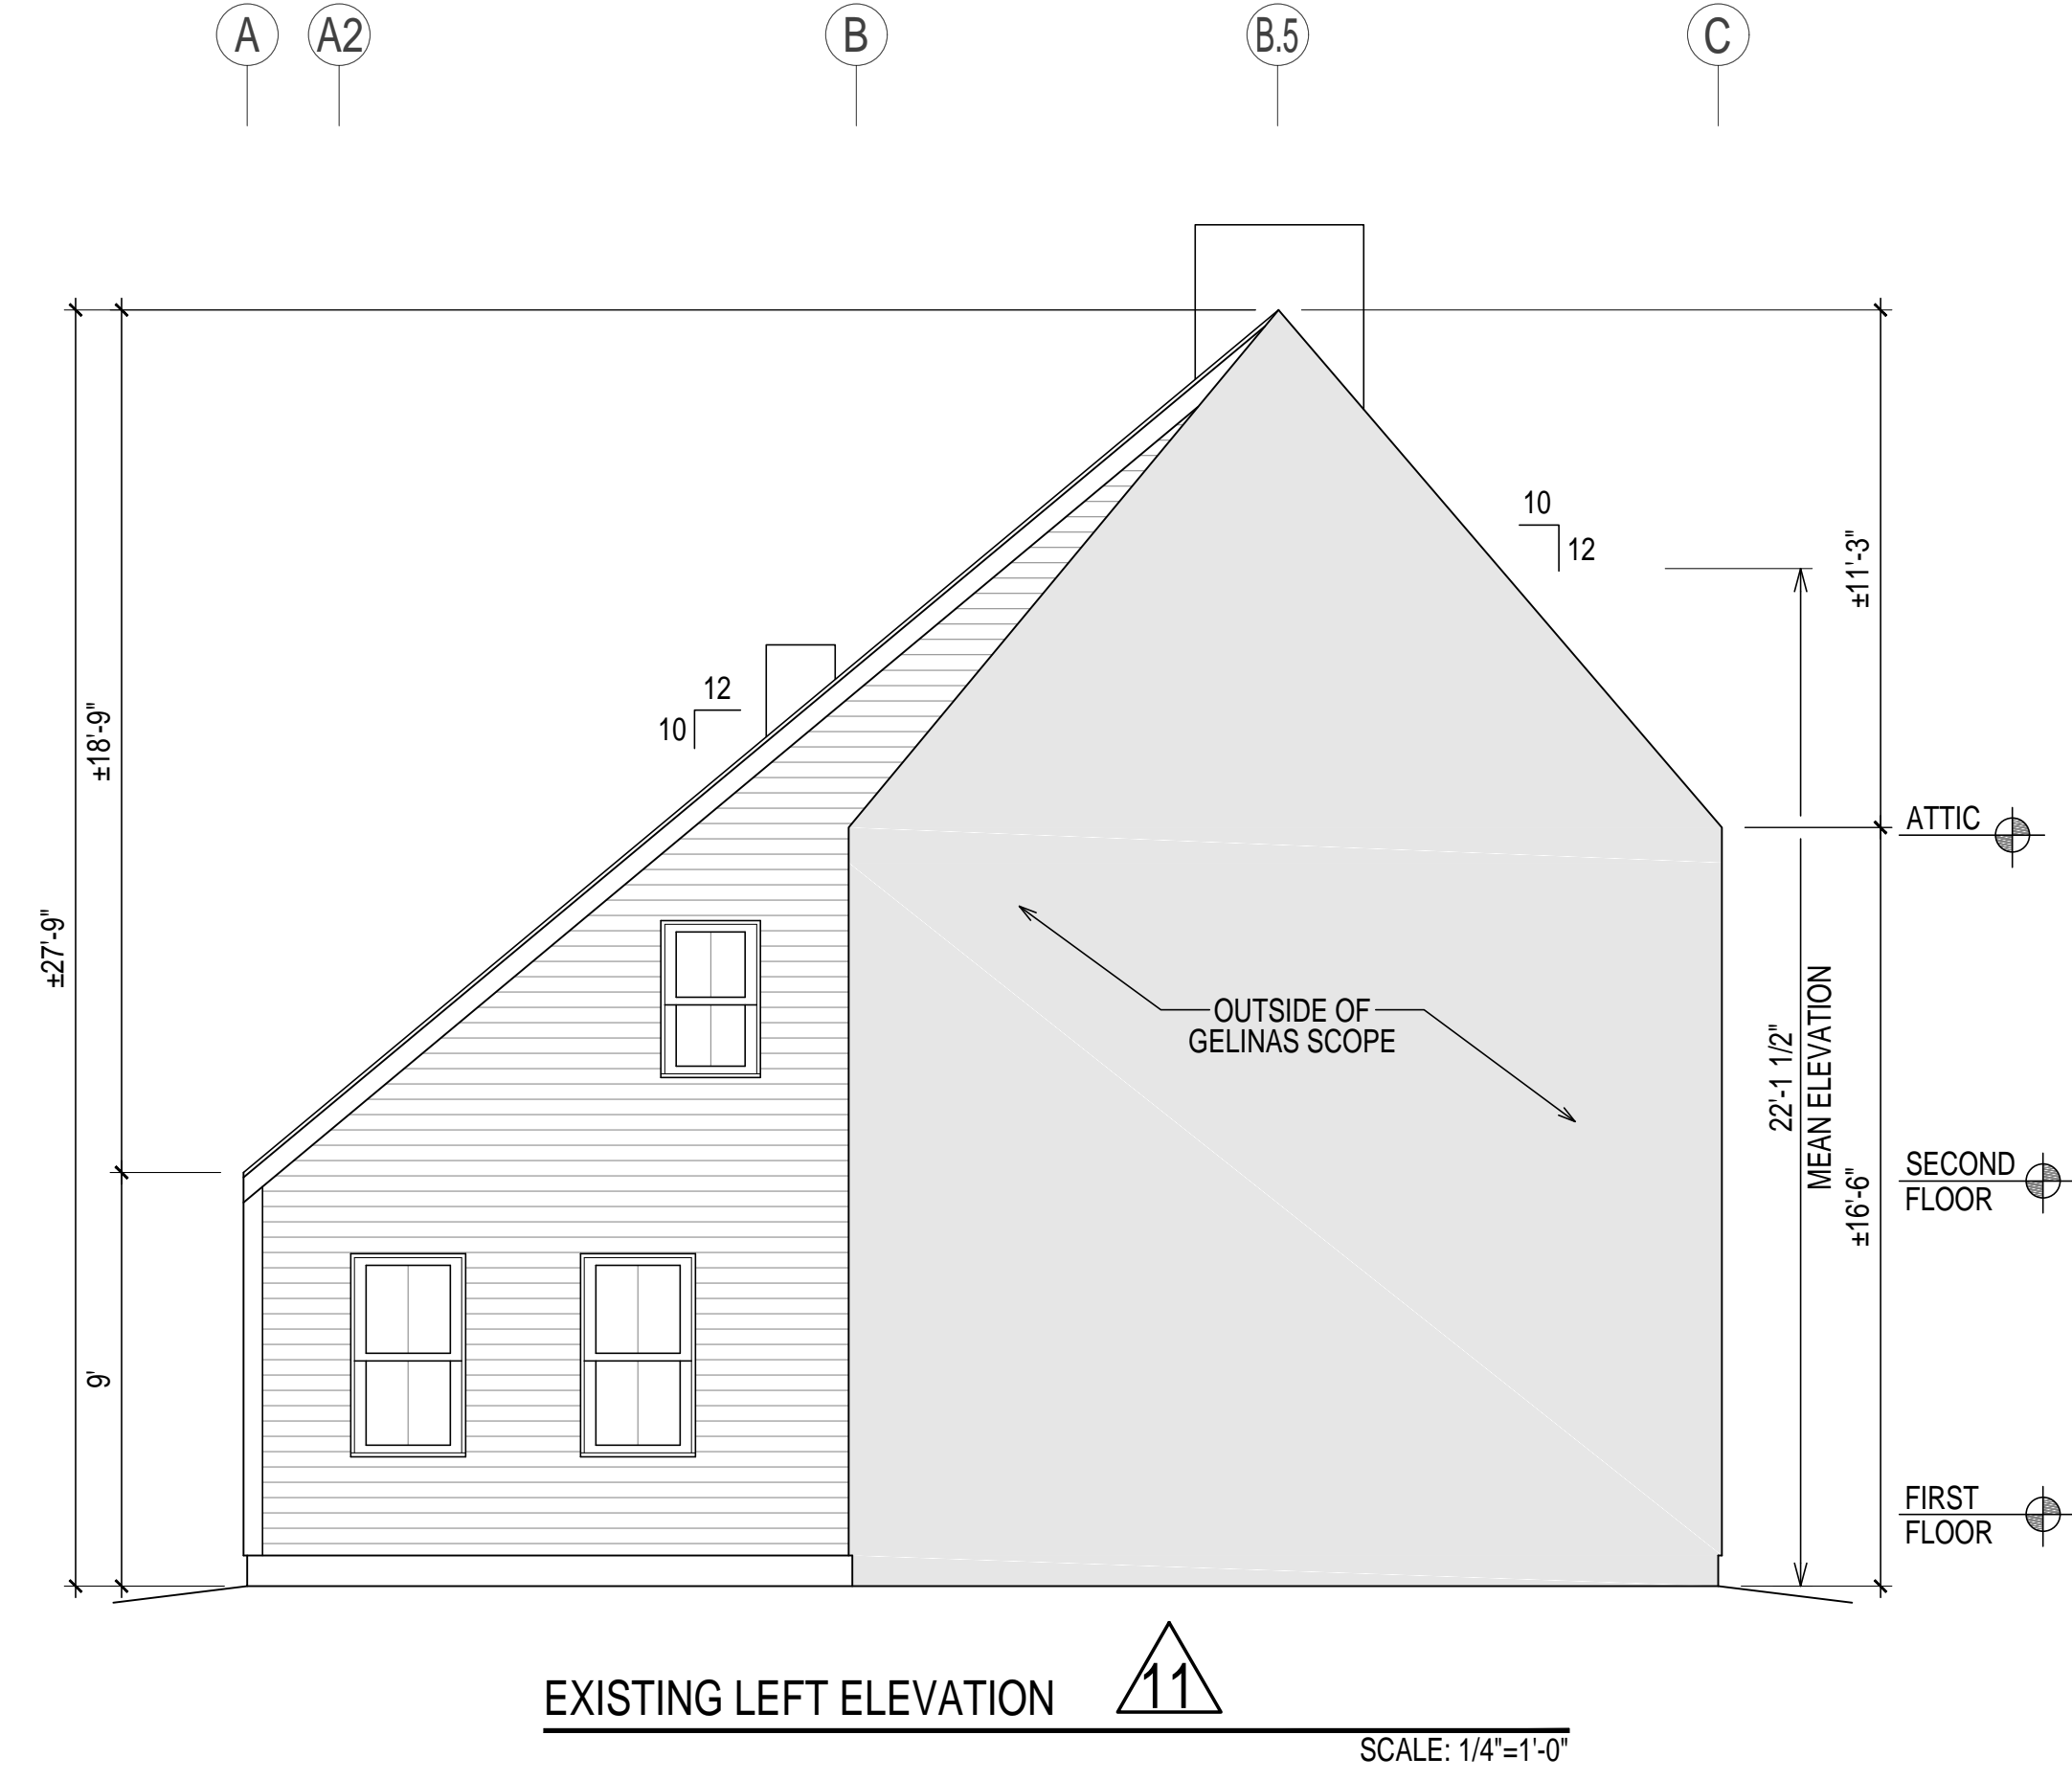 A
A2
B
B.5
C
10
12
±11'-3"
12
10
±18'-9"
ATTIC
±27'-9"
OUTSIDE OF
GELINAS SCOPE
22'-1 1/2"
MEAN ELEVATION
SECOND
FLOOR
±16'-6"
9'
FIRST
FLOOR
EXISTING LEFT ELEVATION
11
SCALE: 1/4"=1'-0"